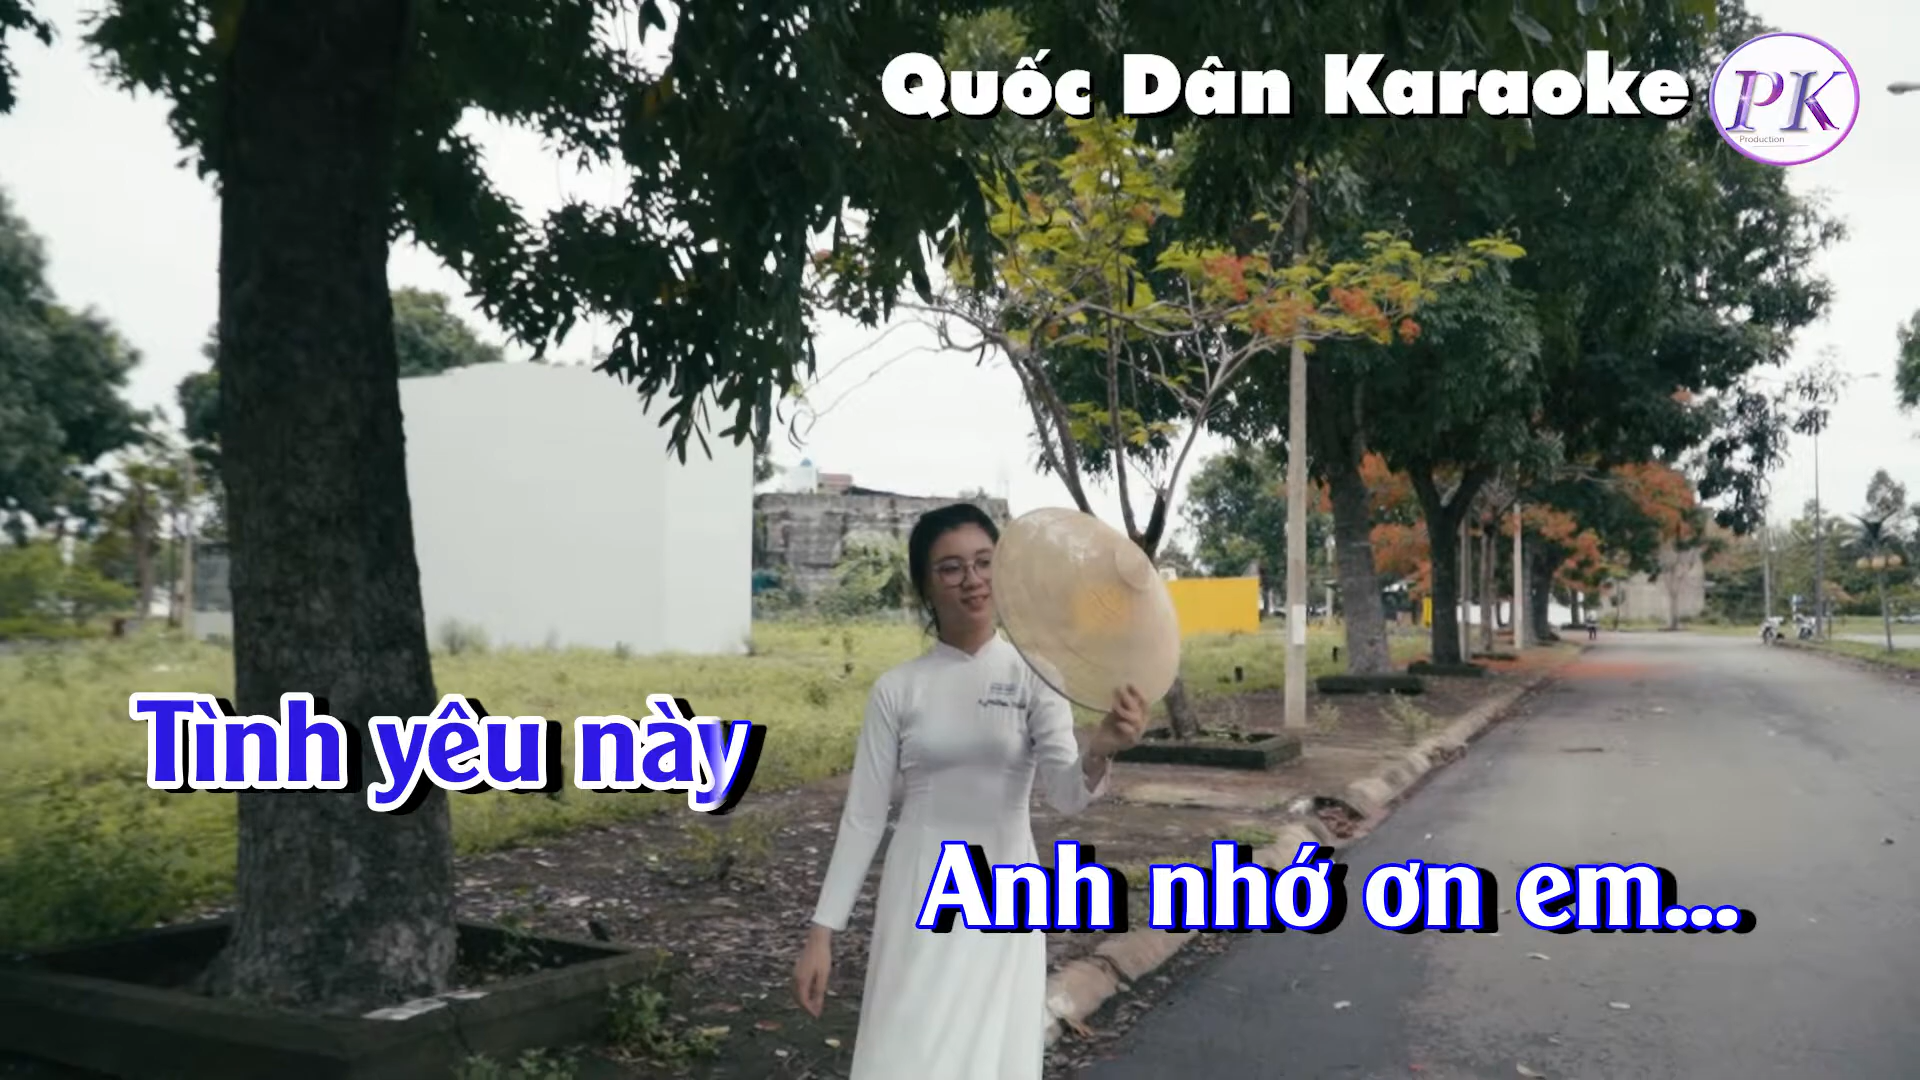 Quốc Dân Karaoke
PK
Production
Tình yêu này
Anh nhớ ơn em...